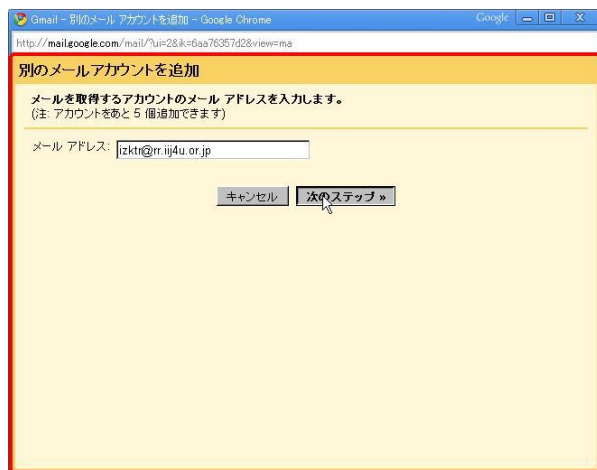 Gmail - 別のメール アカウントを追加 - Google Chrome
Google
http://mail.google.com/mail/?ui=2&ik=6aa76357d2&view=ma
別のメールアカウントを追加
メールを取得するアカウントのメール アドレスを入力します。
(注: アカウントをあと 5 個追加できます)
メール アドレス: izktr@rr.iij4u.or.jp
キャンセル 次のステップ »